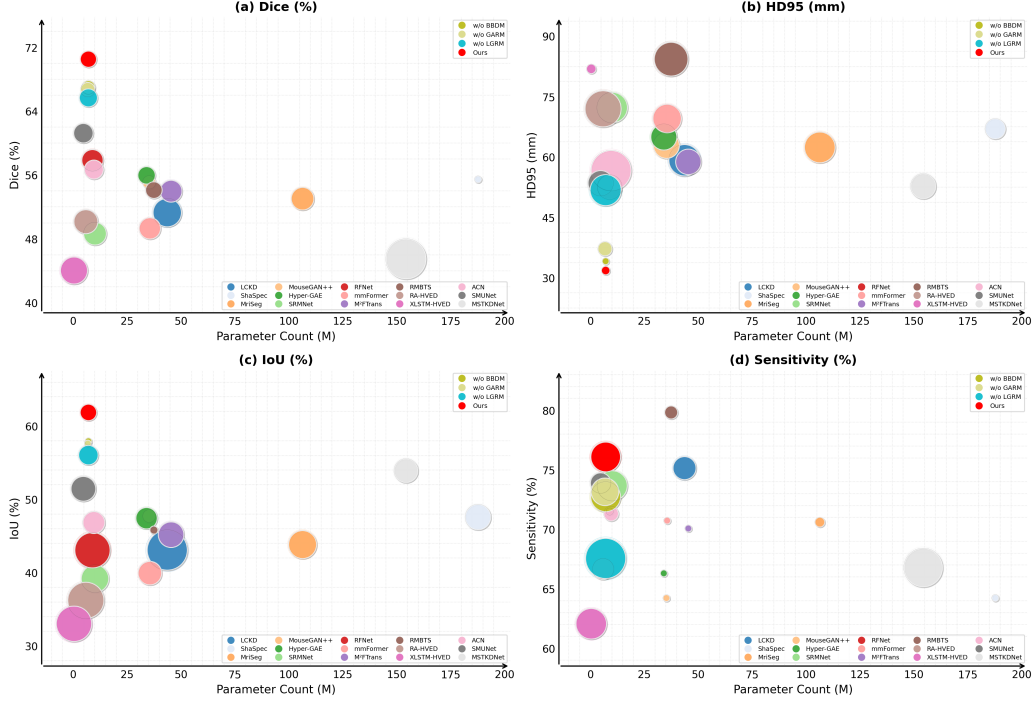 (a) Dice (%)
72
64
56
48
40
Dice (%)
w/o BBDM
w/o GARM
w/o LGRM
Ours
LCKD MouseGAN++ RFNet RMBTS ACN
ShaSpec Hyper-GAE mmFormer RA-HVED SMUNet
MriSeg SRMNet M²FTrans XLSTM-HVED MSTKDNet
0 25 50 75 100 125 150 175 200
Parameter Count (M)
(b) HD95 (mm)
90
75
60
45
30
HD95 (mm)
w/o BBDM
w/o GARM
w/o LGRM
Ours
LCKD MouseGAN++ RFNet RMBTS ACN
ShaSpec Hyper-GAE mmFormer RA-HVED SMUNet
MriSeg SRMNet M²FTrans XLSTM-HVED MSTKDNet
0 25 50 75 100 125 150 175 200
Parameter Count (M)
(c) IoU (%)
60
50
40
30
IoU (%)
w/o BBDM
w/o GARM
w/o LGRM
Ours
LCKD MouseGAN++ RFNet RMBTS ACN
ShaSpec Hyper-GAE mmFormer RA-HVED SMUNet
MriSeg SRMNet M²FTrans XLSTM-HVED MSTKDNet
0 25 50 75 100 125 150 175 200
Parameter Count (M)
(d) Sensitivity (%)
80
75
70
65
60
Sensitivity (%)
w/o BBDM
w/o GARM
w/o LGRM
Ours
LCKD MouseGAN++ RFNet RMBTS ACN
ShaSpec Hyper-GAE mmFormer RA-HVED SMUNet
MriSeg SRMNet M²FTrans XLSTM-HVED MSTKDNet
0 25 50 75 100 125 150 175 200
Parameter Count (M)